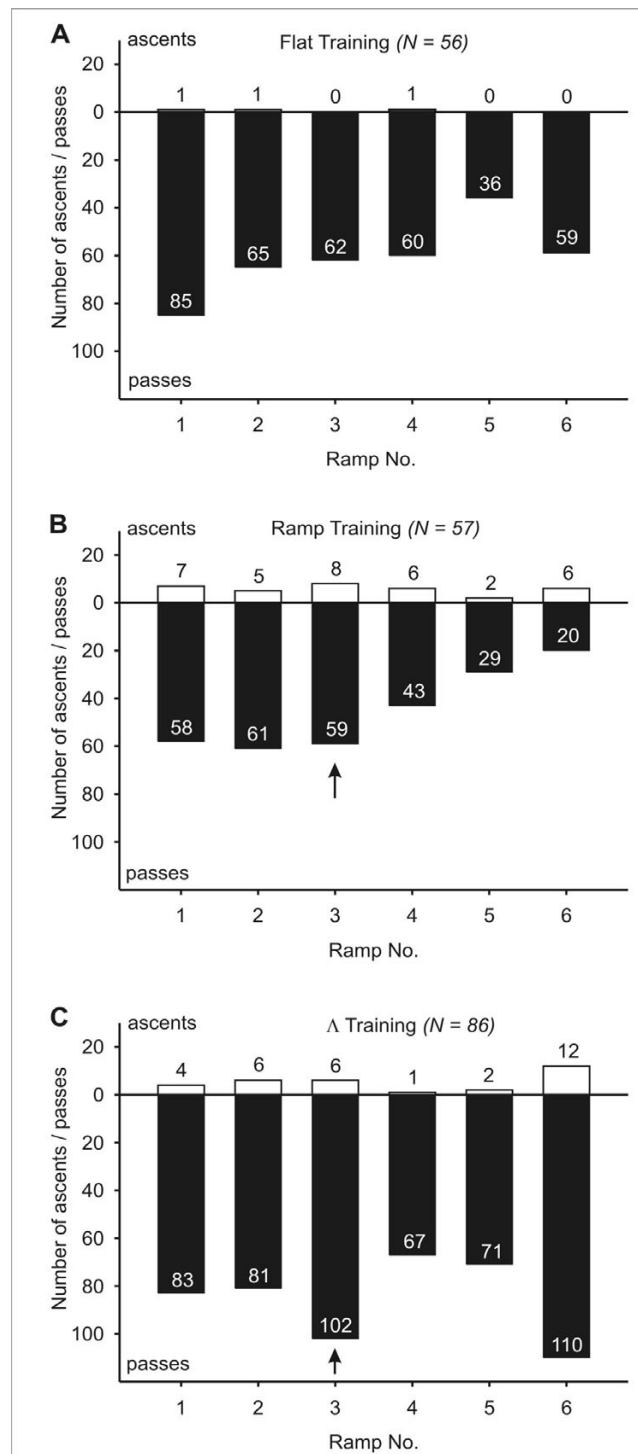 A ascents Flat Training (N = 56)
20
1 1 0 1 0 0
0
20
36
40
65 62 60 59
60
85
80
100
passes
1 2 3 4 5 6
Ramp No.
Number of ascents / passes
B ascents Ramp Training (N = 57)
20
7 5 8 6 2 6
0
20
20
29
40
43
58 61 59
60
80
100
passes
1 2 3 4 5 6
Ramp No.
Number of ascents / passes
C ascents Λ Training (N = 86)
20
4 6 6 1 2 12
0
20
40
60
67 71
83 81
80
102
100
110
passes
1 2 3 4 5 6
Ramp No.
Number of ascents / passes